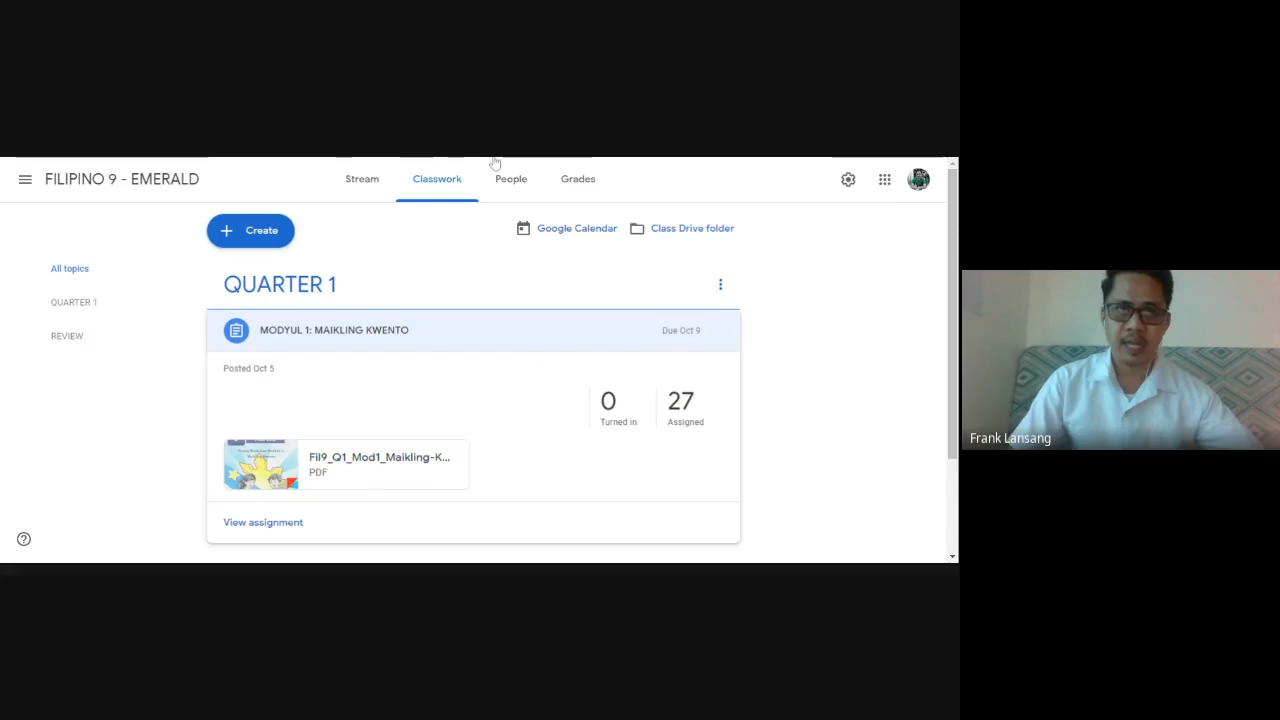 FILIPINO 9 - EMERALD
Stream
Classwork
People
Grades
Create
Google Calendar
Class Drive folder
All topics
QUARTER 1
REVIEW
QUARTER 1
MODYUL 1: MAIKLING KWENTO
Due Oct 9
Posted Oct 5
0
Turned in
27
Assigned
Fil9_Q1_Mod1_Maikling-K...
PDF
View assignment
Frank Lansang